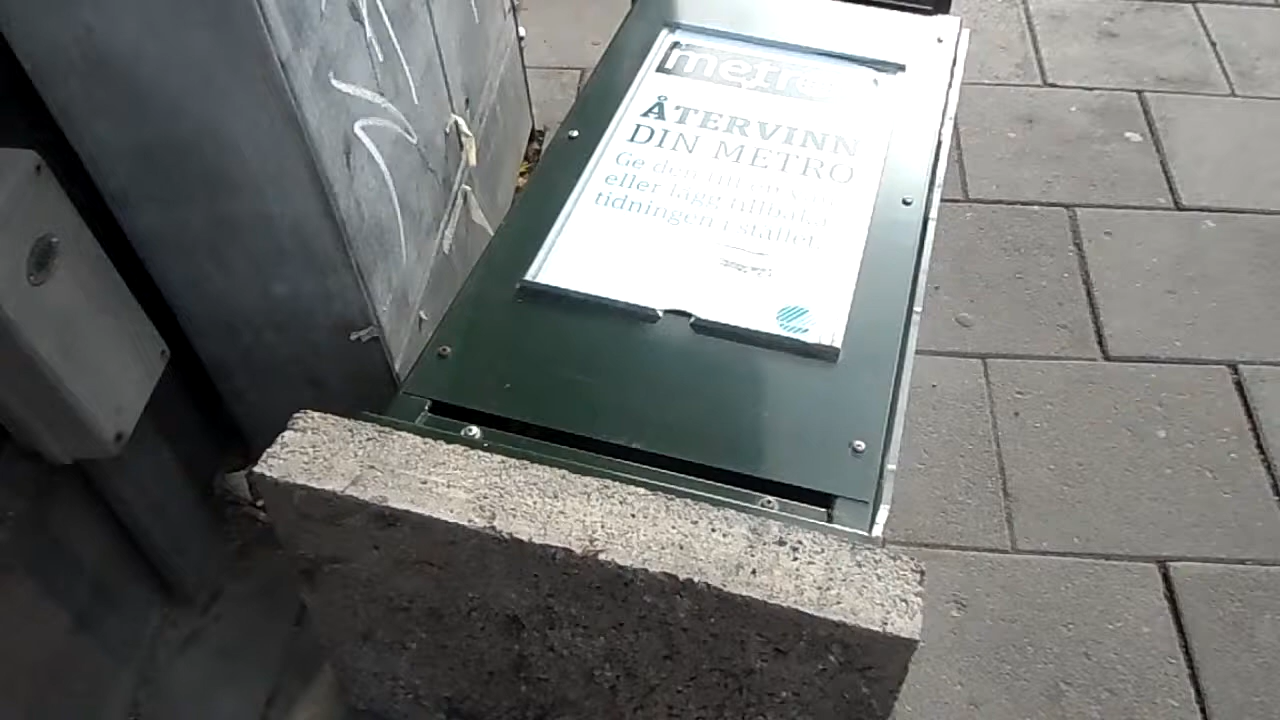 metro
ÅTERVINN
DIN METRO
Ge den till en vän
eller lägg tillbaka
tidningen i stället